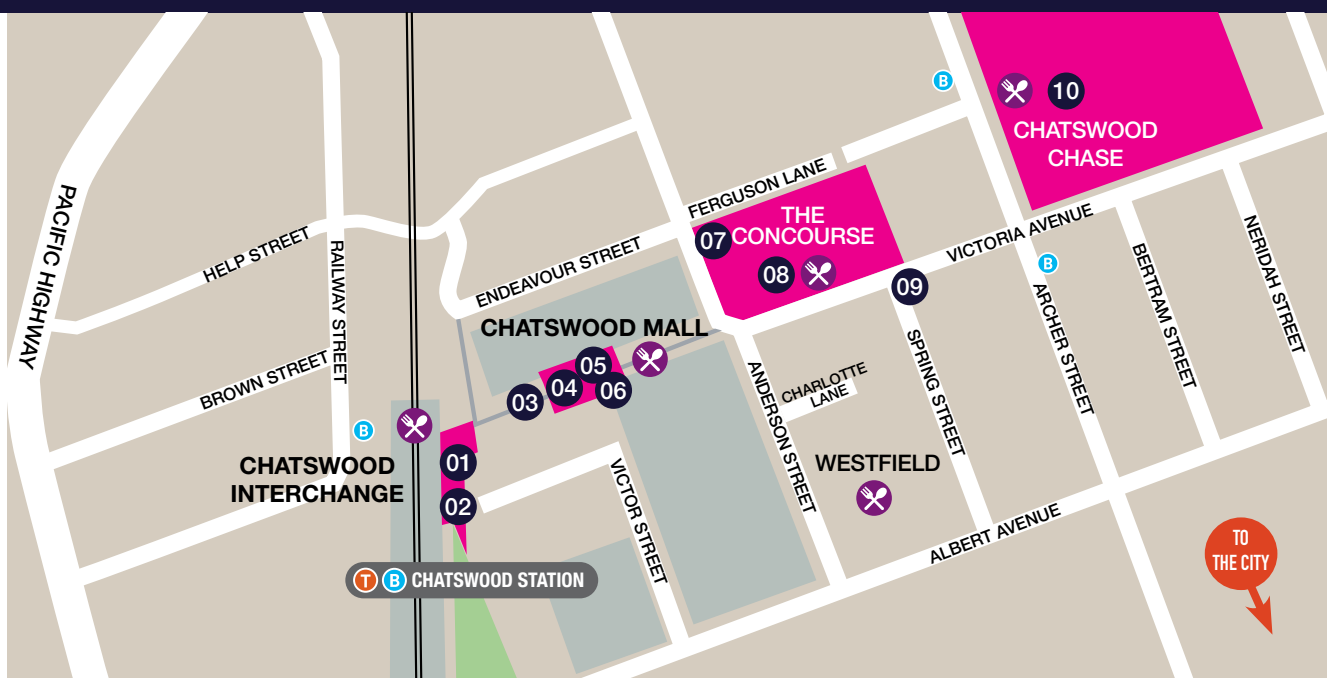 B
10
CHATSWOOD
CHASE
PACIFIC HIGHWAY
HELP STREET
RAILWAY STREET
BROWN STREET
ENDEAVOUR STREET
FERGUSON LANE
07
THE
CONCOURSE
08
VICTORIA AVENUE
09
B
BERTRAM STREET
NERIDAH STREET
ARCHER STREET
SPRING STREET
CHATSWOOD MALL
03
04
05
06
CHARLOTTE
LANE
ANDERSON STREET
WESTFIELD
B
CHATSWOOD
INTERCHANGE
01
02
VICTOR STREET
ALBERT AVENUE
T B CHATSWOOD STATION
TO
THE CITY